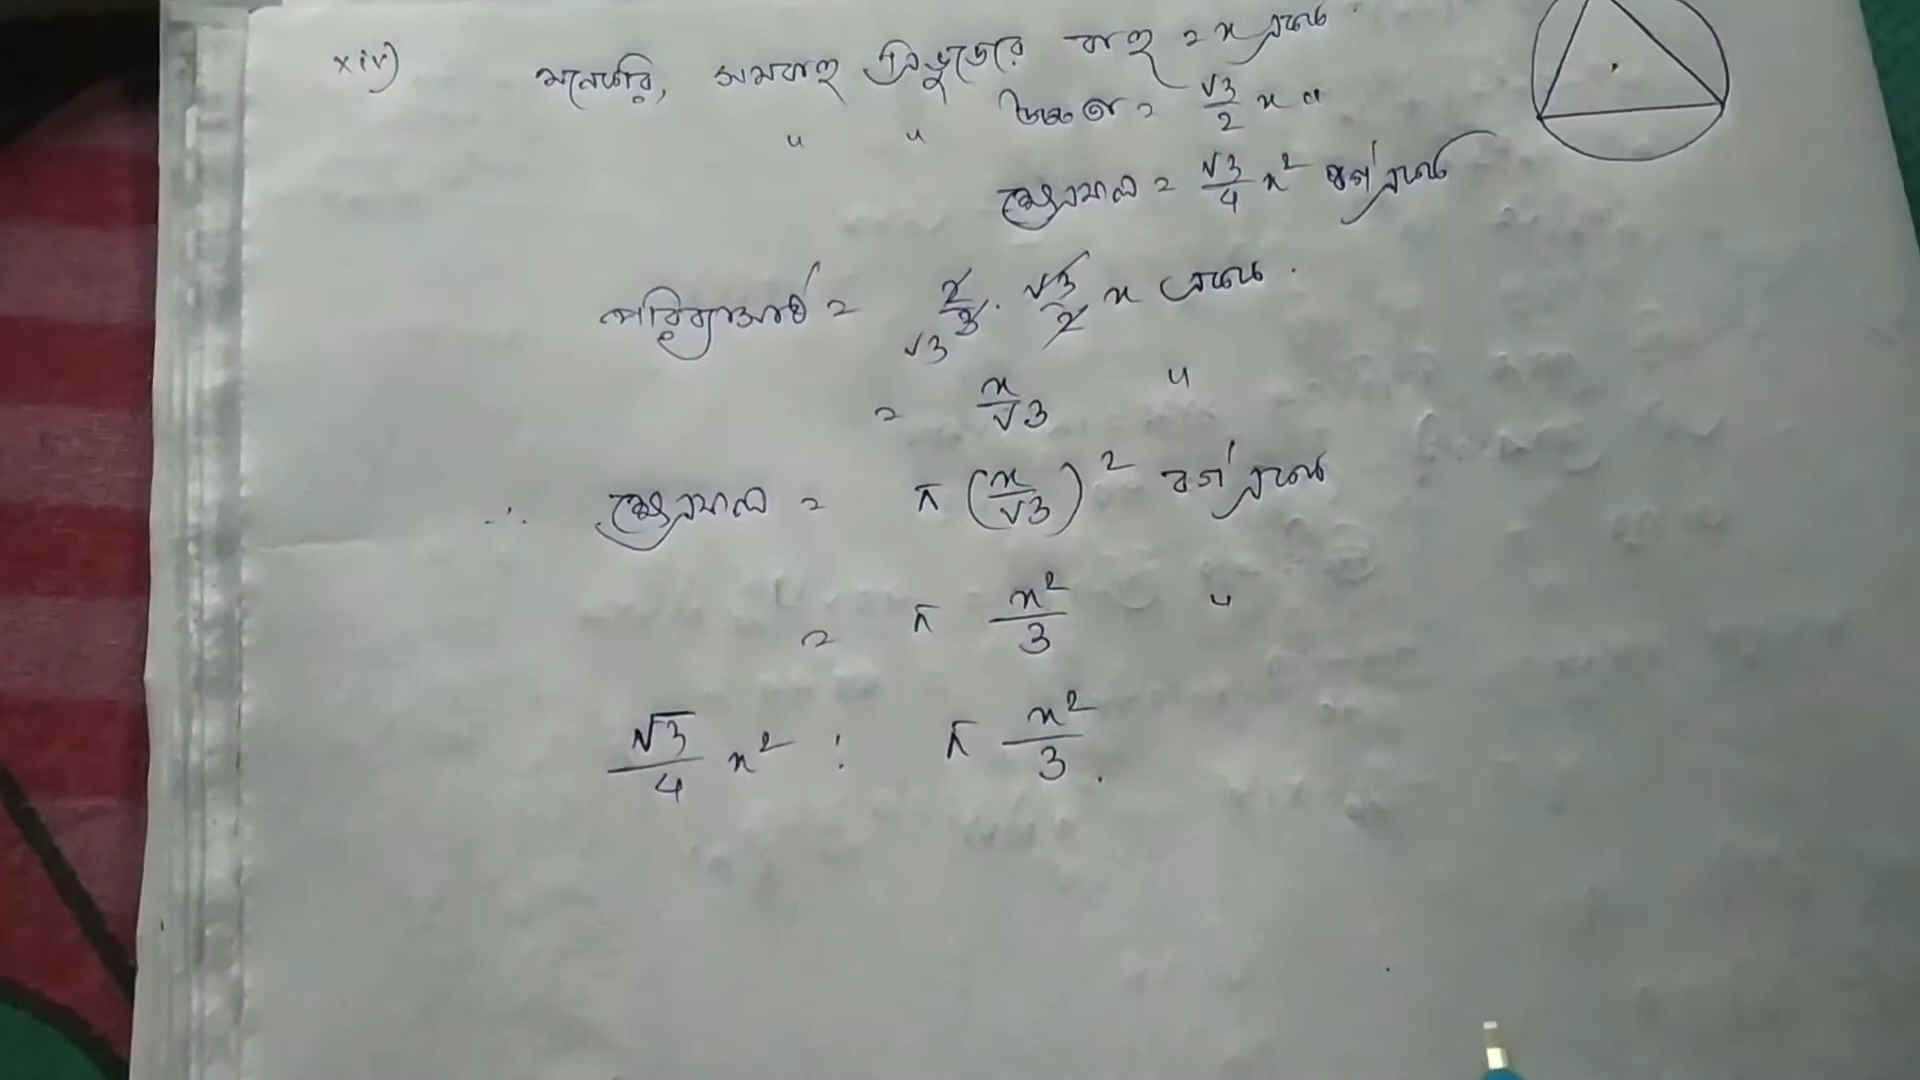 xiv) মনেকরি, সমবাহু ত্রিভুজের বাহু = x একক
" " উচ্চতা = √3/2 x "
ক্ষেত্রফল = √3/4 x² বর্গ একক
পরিব্যাসার্ধ = 2/3 · √3/2 x একক.
√3
= x/√3 "
∴ ক্ষেত্রফল = π (x/√3)² বর্গ একক
= π x²/3 "
√3/4 x² : π x²/3.